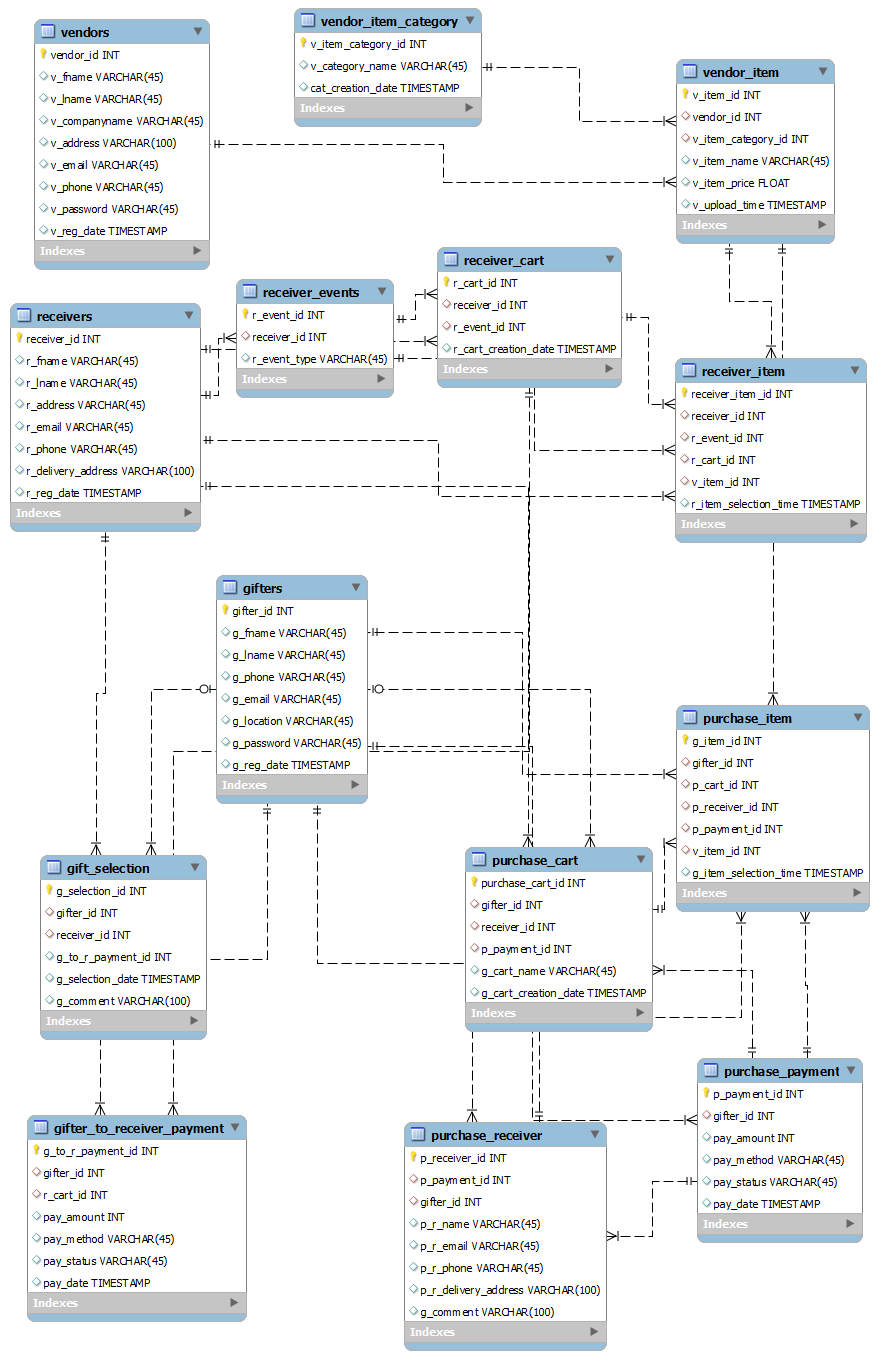 vendors
vendor_id INT
v_fname VARCHAR(45)
v_lname VARCHAR(45)
v_companyname VARCHAR(45)
v_address VARCHAR(100)
v_email VARCHAR(45)
v_phone VARCHAR(45)
v_password VARCHAR(45)
v_reg_date TIMESTAMP
Indexes
vendor_item_category
v_item_category_id INT
v_category_name VARCHAR(45)
cat_creation_date TIMESTAMP
Indexes
vendor_item
v_item_id INT
vendor_id INT
v_item_category_id INT
v_item_name VARCHAR(45)
v_item_price FLOAT
v_upload_time TIMESTAMP
Indexes
receivers
receiver_id INT
r_fname VARCHAR(45)
r_lname VARCHAR(45)
r_address VARCHAR(45)
r_email VARCHAR(45)
r_phone VARCHAR(45)
r_delivery_address VARCHAR(100)
r_reg_date TIMESTAMP
Indexes
receiver_events
r_event_id INT
receiver_id INT
r_event_type VARCHAR(45)
Indexes
receiver_cart
r_cart_id INT
receiver_id INT
r_event_id INT
r_cart_creation_date TIMESTAMP
Indexes
receiver_item
receiver_item_id INT
receiver_id INT
r_event_id INT
r_cart_id INT
v_item_id INT
r_item_selection_time TIMESTAMP
Indexes
gifters
gifter_id INT
g_fname VARCHAR(45)
g_lname VARCHAR(45)
g_phone VARCHAR(45)
g_email VARCHAR(45)
g_location VARCHAR(45)
g_password VARCHAR(45)
g_reg_date TIMESTAMP
Indexes
purchase_item
g_item_id INT
gifter_id INT
p_cart_id INT
p_receiver_id INT
p_payment_id INT
v_item_id INT
g_item_selection_time TIMESTAMP
Indexes
gift_selection
g_selection_id INT
gifter_id INT
receiver_id INT
g_to_r_payment_id INT
g_selection_date TIMESTAMP
g_comment VARCHAR(100)
Indexes
purchase_cart
purchase_cart_id INT
gifter_id INT
receiver_id INT
p_payment_id INT
g_cart_name VARCHAR(45)
g_cart_creation_date TIMESTAMP
Indexes
gifter_to_receiver_payment
g_to_r_payment_id INT
gifter_id INT
r_cart_id INT
pay_amount INT
pay_method VARCHAR(45)
pay_status VARCHAR(45)
pay_date TIMESTAMP
Indexes
purchase_receiver
p_receiver_id INT
p_payment_id INT
gifter_id INT
p_r_name VARCHAR(45)
p_r_email VARCHAR(45)
p_r_phone VARCHAR(45)
p_r_delivery_address VARCHAR(100)
g_comment VARCHAR(100)
Indexes
purchase_payment
p_payment_id INT
gifter_id INT
pay_amount INT
pay_method VARCHAR(45)
pay_status VARCHAR(45)
pay_date TIMESTAMP
Indexes